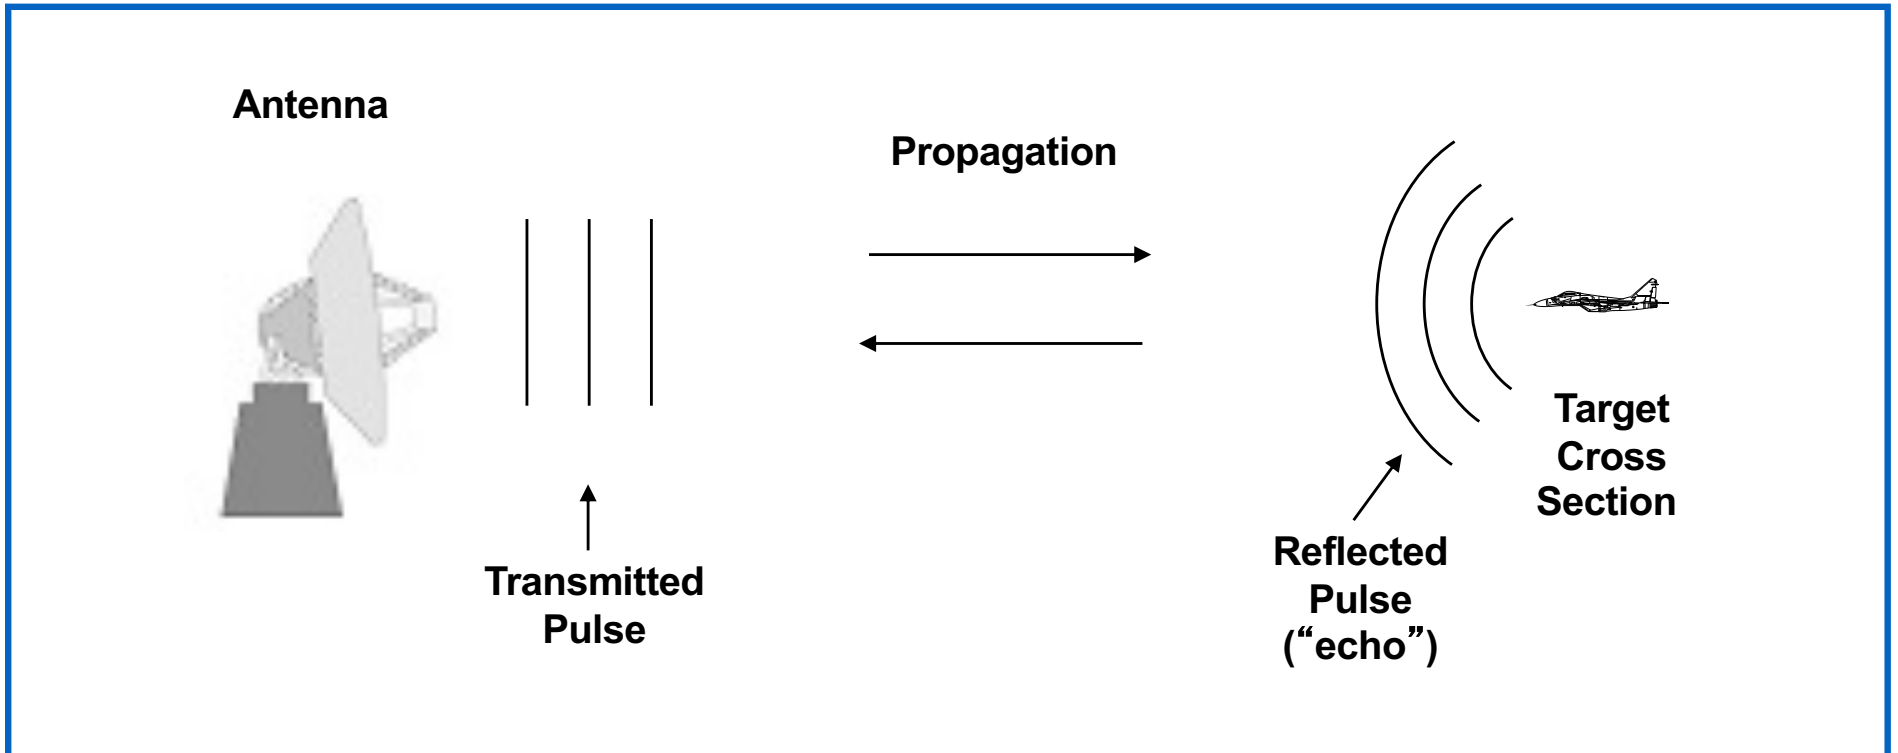 Antenna
Propagation
Transmitted
Pulse
Reflected
Pulse
(“echo”)
Target
Cross
Section